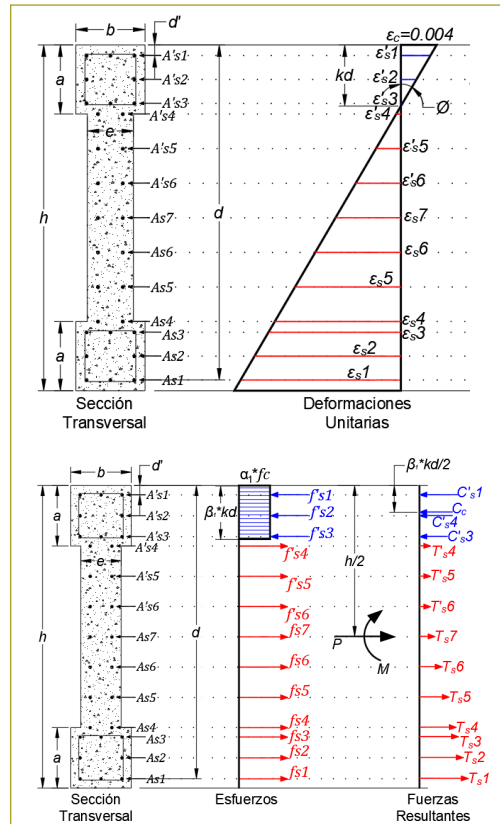 εc=0.004
b
d'
ε's1
A's1
a
kd
A's2
ε's2
A's3
ε's3
Ø
A's4
ε's4
e
A's5
ε's5
A's6
ε's6
h
As7
d
εs7
As6
εs6
As5
εs5
As4
εs4
As3
εs3
a
As2
εs2
As1
εs1
Sección
Transversal
Deformaciones
Unitarias
b
d'
α1*fc
β1*kd/2
A's1
f's1
C's1
a
A's2
β1*kd
f's2
Cc
C's4
A's3
f's3
C's3
A's4
f's4
T's4
e
h/2
A's5
f's5
T's5
A's6
f's6
T's6
h
As7
d
fs7
P
Ts7
As6
fs6
M
Ts6
As5
fs5
Ts5
As4
fs4
Ts4
As3
fs3
Ts3
a
As2
fs2
Ts2
As1
fs1
Ts1
Sección
Transversal
Esfuerzos
Fuerzas
Resultantes